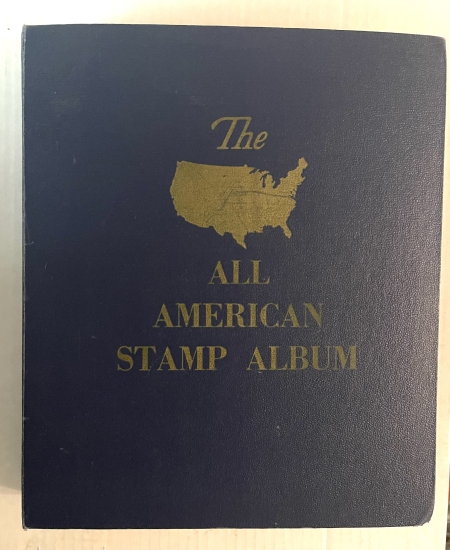 The
ALL
AMERICAN
STAMP ALBUM